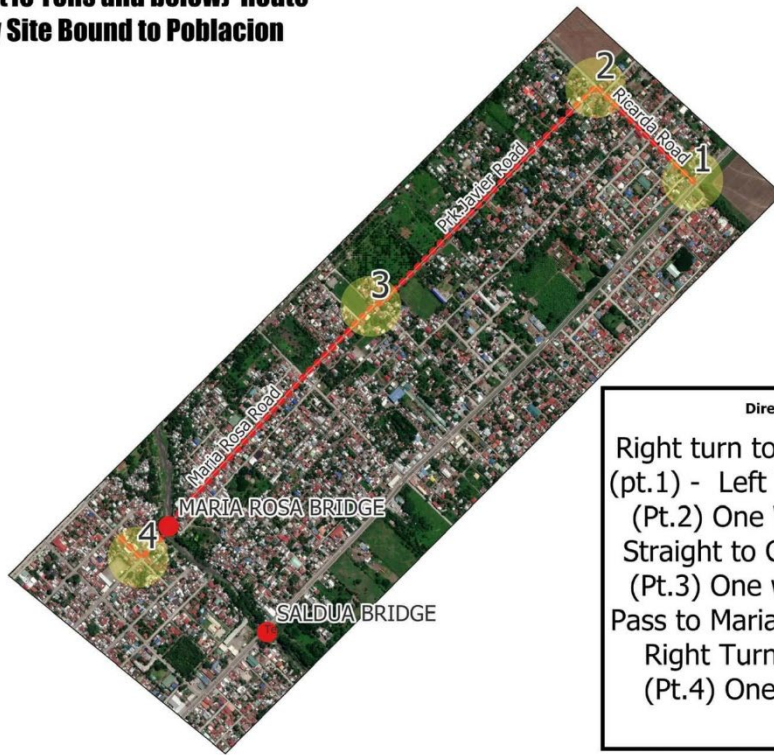 10 Tons and below) Route
Site Bound to Poblacion
2
Ricarda Road
1
Prk.Javier Road
3
Maria Rosa Road
MARIA ROSA BRIDGE
4
SALDUA BRIDGE
Right turn to
(pt.1) - Left
(Pt.2) One
Straight to
(Pt.3) One
Pass to Maria
Right Turn
(Pt.4) One